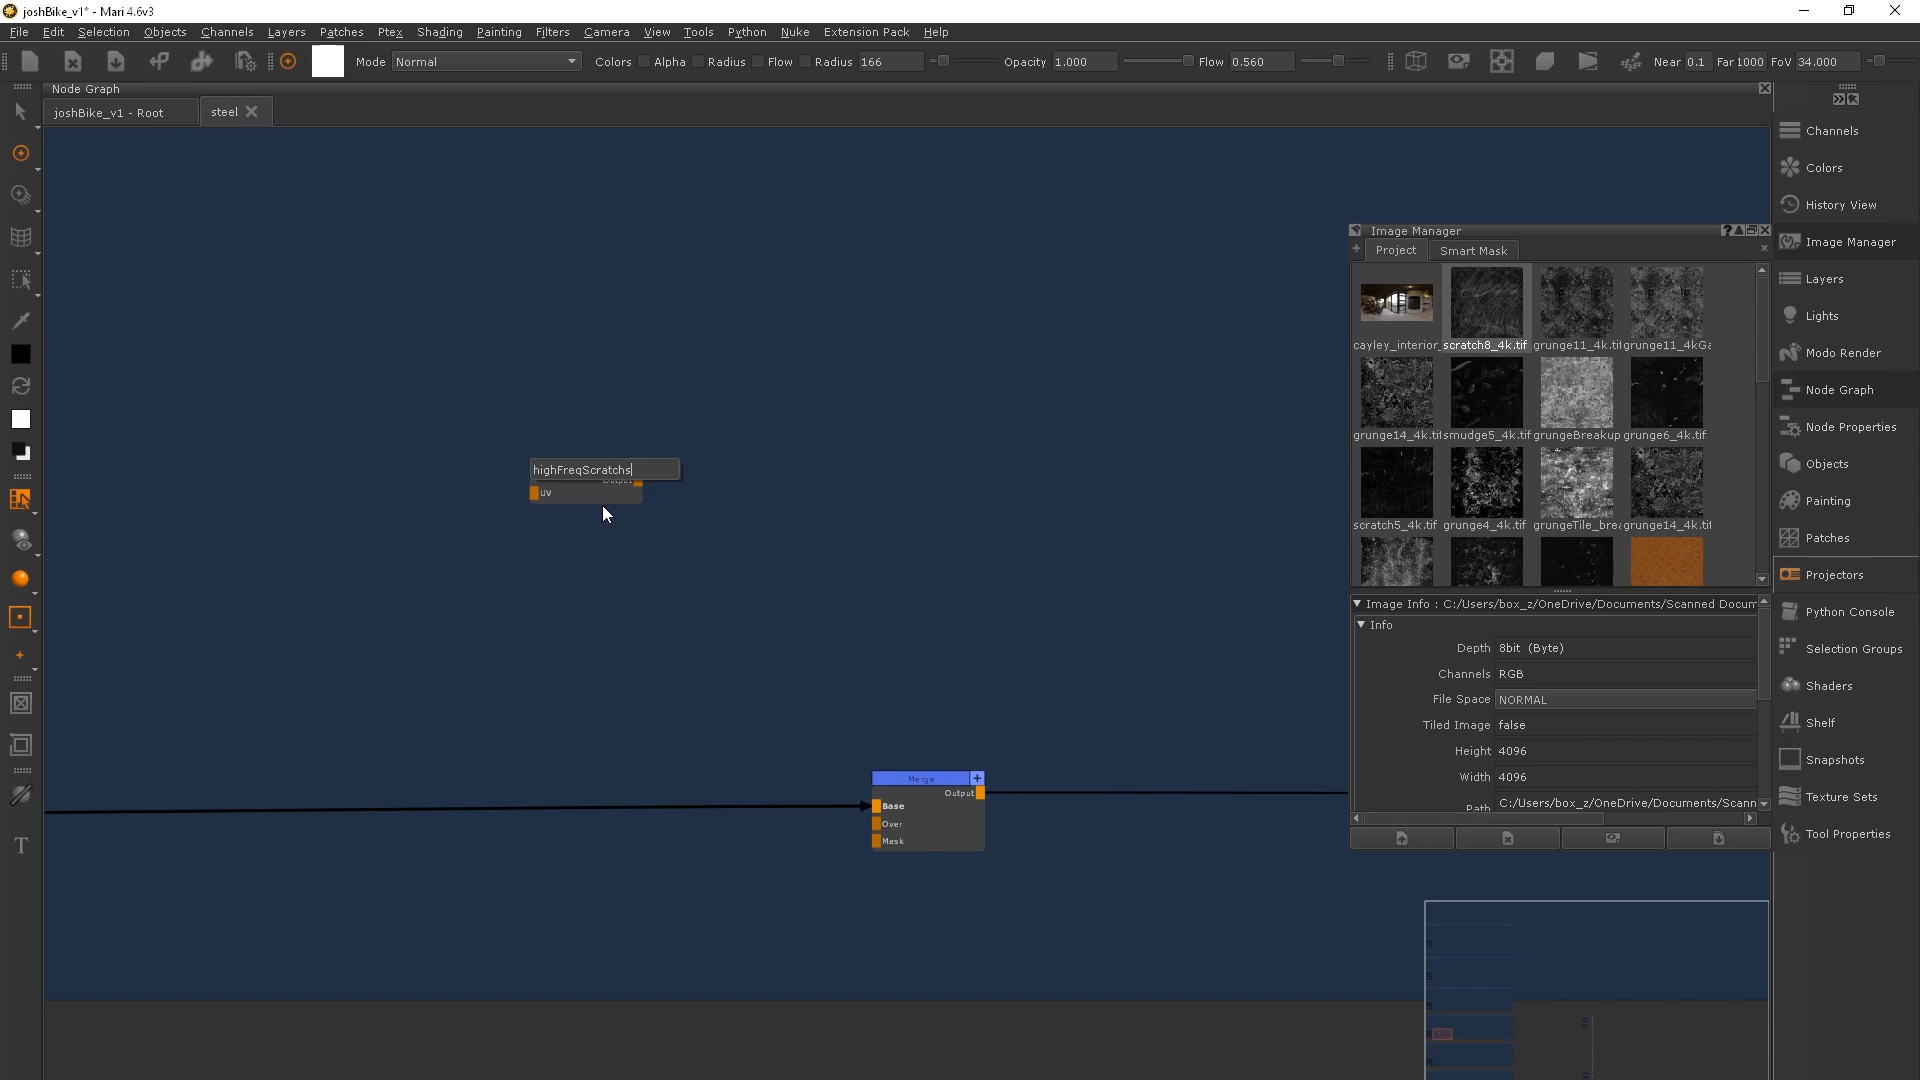 joshBike_v1* - Mari 4.6v3
File Edit Selection Objects Channels Layers Patches Ptex Shading Painting Filters Camera View Tools Python Nuke Extension Pack Help
Mode Normal Colors Alpha Radius Flow Radius 166 Opacity 1.000 Flow 0.560 Near 0.1 Far 1000 FoV 34.000
Node Graph
joshBike_v1 - Root steel
highFreqScratchs
Output
uv
Merge +
Output
Base
Over
Mask
Image Manager
Project Smart Mask
cayley_interior_ scratch8_4k.tif grunge11_4k.tif grunge11_4kGa
grunge14_4k.tif smudge5_4k.tif grungeBreakup grunge6_4k.tif
scratch5_4k.tif grunge4_4k.tif grungeTile_brea grunge14_4k.tif
Image Info : C:/Users/box_z/OneDrive/Documents/Scanned Docum
Info
Depth 8bit (Byte)
Channels RGB
File Space NORMAL
Tiled Image false
Height 4096
Width 4096
Path C:/Users/box_z/OneDrive/Documents/Scann
Channels
Colors
History View
Image Manager
Layers
Lights
Modo Render
Node Graph
Node Properties
Objects
Painting
Patches
Projectors
Python Console
Selection Groups
Shaders
Shelf
Snapshots
Texture Sets
Tool Properties